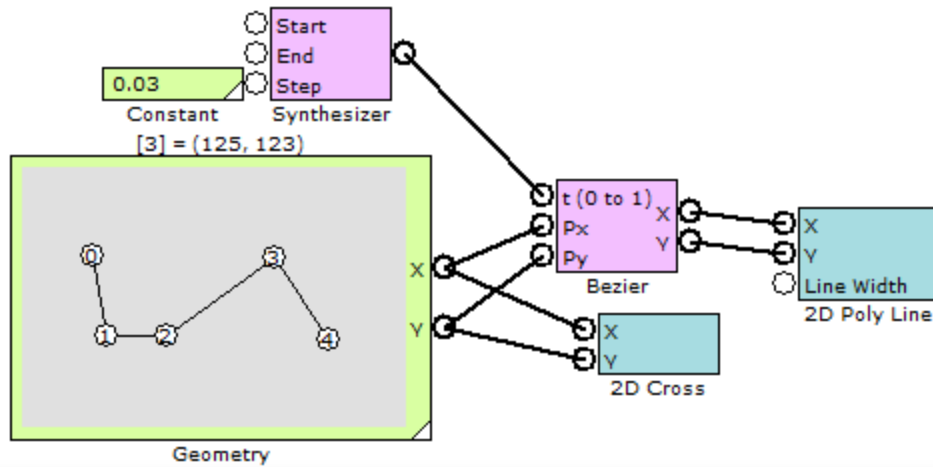 Start
End
Step
0.03
Constant
Synthesizer
[3] = (125, 123)
t (0 to 1)
X
Px
Y
Py
Bezier
X
Y
Line Width
2D Poly Line
0
3
1
2
4
X
Y
X
Y
2D Cross
Geometry